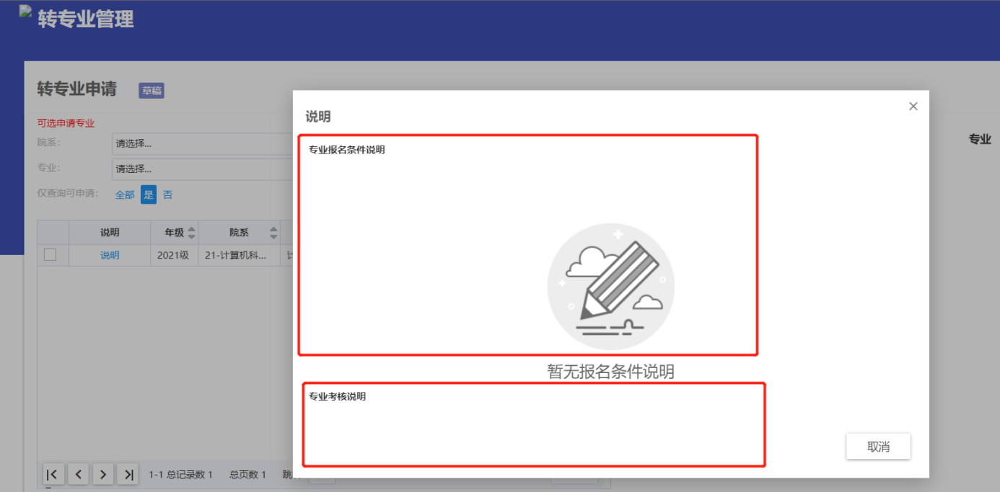 转专业管理
转专业申请 草稿
可选申请专业
院系: 请选择...
专业: 请选择...
仅查询可申请: 全部 是 否
说明 年级 院系
说明 2021级 21-计算机科...
1-1 总记录数 1 总页数 1
说明
专业报名条件说明
暂无报名条件说明
专业考核说明
取消
专业